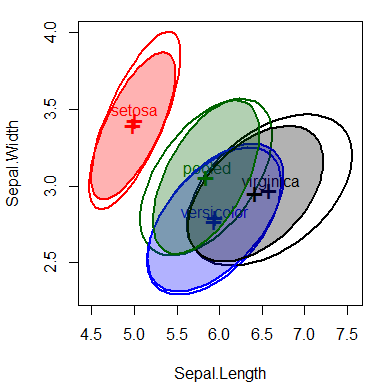 4.0
3.5
3.0
2.5
Sepal.Width
setosa
pooled
virginica
versicolor
4.5 5.0 5.5 6.0 6.5 7.0 7.5
Sepal.Length